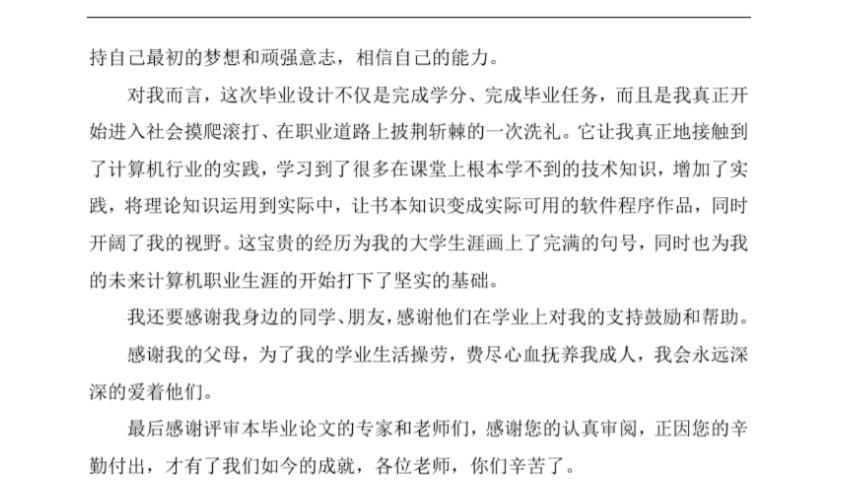 持自己最初的梦想和顽强意志，相信自己的能力。
对我而言，这次毕业设计不仅是完成学分、完成毕业任务，而且是我真正开
始进入社会摸爬滚打、在职业道路上披荆斩棘的一次洗礼。它让我真正地接触到
了计算机行业的实践，学习到了很多在课堂上根本学不到的技术知识，增加了实
践，将理论知识运用到实际中，让书本知识变成实际可用的软件程序作品，同时
开阔了我的视野。这宝贵的经历为我的大学生涯画上了完满的句号，同时也为我
的未来计算机职业生涯的开始打下了坚实的基础。
我还要感谢我身边的同学、朋友，感谢他们在学业上对我的支持鼓励和帮助。
感谢我的父母，为了我的学业生活操劳，费尽心血抚养我成人，我会永远深
深的爱着他们。
最后感谢评审本毕业论文的专家和老师们，感谢您的认真审阅，正因您的辛
勤付出，才有了我们如今的成就，各位老师，你们辛苦了。